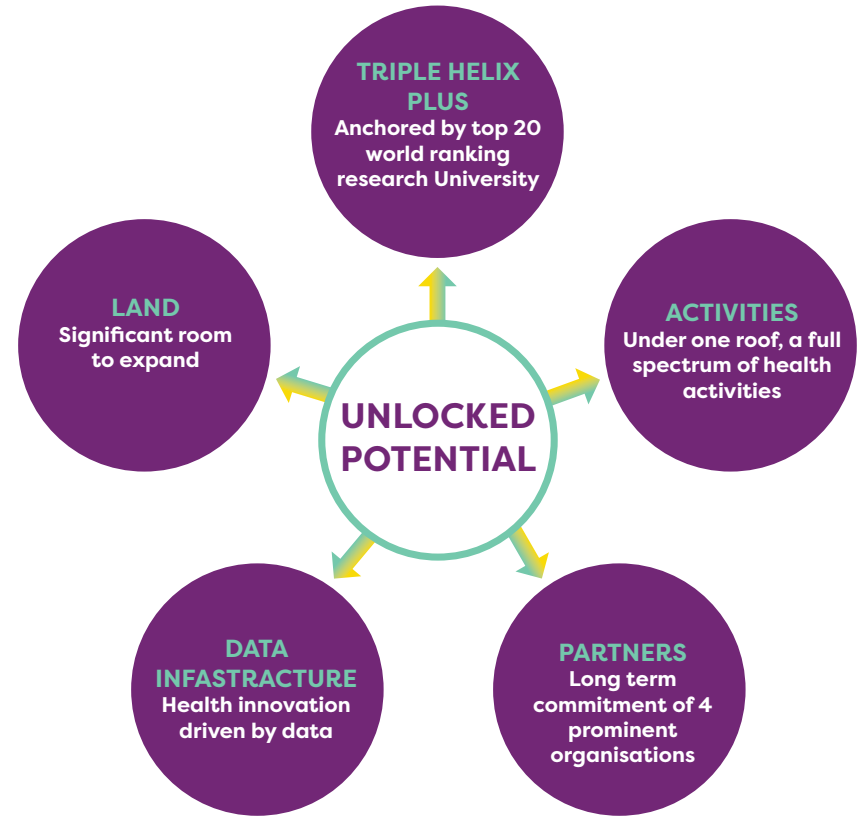 TRIPLE HELIX
PLUS
Anchored by top 20
world ranking
research University
LAND
Significant room
to expand
ACTIVITIES
Under one roof, a full
spectrum of health
activities
UNLOCKED
POTENTIAL
DATA
INFASTRACTURE
Health innovation
driven by data
PARTNERS
Long term
commitment of 4
prominent
organisations